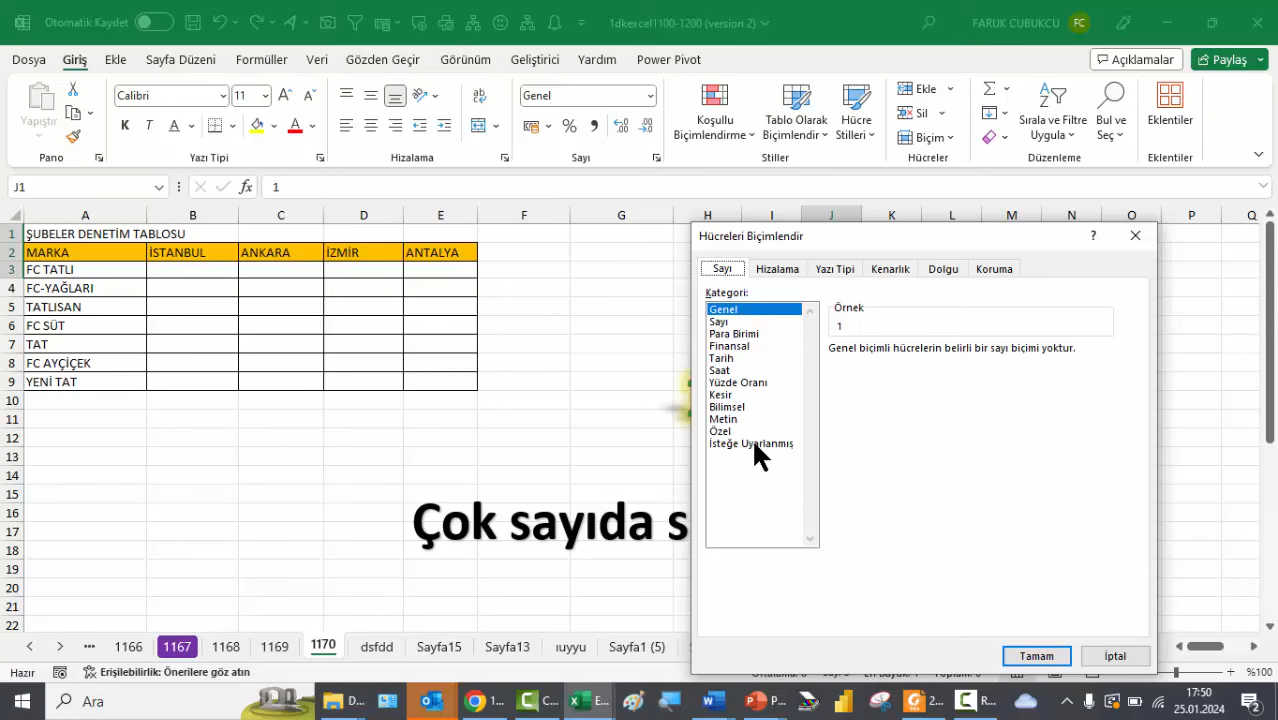 Otomatik Kaydet
1dkexcel1100-1200 (version 2)
FARUK CUBUKCU FC
Dosya Giriş Ekle Sayfa Düzeni Formüller Veri Gözden Geçir Görünüm Geliştirici Yardım Power Pivot Açıklamalar Paylaş
Yapıştır
Calibri 11
K T A
Genel
Koşullu Biçimlendirme
Tablo Olarak Biçimlendir
Hücre Stilleri
Ekle
Sil
Biçim
Sırala ve Filtre Uygula
Bul ve Seç
Eklentiler
Pano Yazı Tipi Hizalama Sayı Stiller Hücreler Düzenleme Eklentiler
J1 fx 1
A B C D E F G H I J K L M N O P Q
1 ŞUBELER DENETİM TABLOSU
2 MARKA İSTANBUL ANKARA İZMİR ANTALYA
3 FC TATLI
4 FC-YAĞLARI
5 TATLISAN
6 FC SÜT
7 TAT
8 FC AYÇİÇEK
9 YENİ TAT
10
11
12
13
14
15
16
17
18
19
20
21
22
Çok sayıda s
Hücreleri Biçimlendir ?
Sayı Hizalama Yazı Tipi Kenarlık Dolgu Koruma
Kategori:
Genel
Sayı
Para Birimi
Finansal
Tarih
Saat
Yüzde Oranı
Kesir
Bilimsel
Metin
Özel
İsteğe Uyarlanmış
Örnek
1
Genel biçimli hücrelerin belirli bir sayı biçimi yoktur.
Tamam İptal
1166 1167 1168 1169 1170 dsfdd Sayfa15 Sayfa13 ıuyyu Sayfa1 (5)
Hazır Erişilebilirlik: Önerilere göz atın
%100
Ara
D... 1... C... E... P... 2... R...
17:50
25.01.2024
2